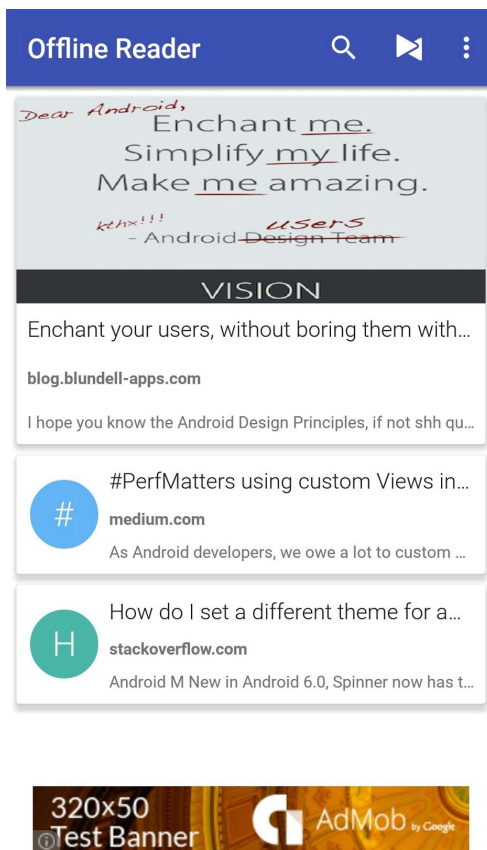 Offline Reader
Dear Android,
Enchant me.
Simplify my life.
Make me amazing.
kthx!!!
users
- Android Design Team
VISION
Enchant your users, without boring them with...
blog.blundell-apps.com
I hope you know the Android Design Principles, if not shh qu...
#
#PerfMatters using custom Views in...
medium.com
As Android developers, we owe a lot to custom ...
H
How do I set a different theme for a...
stackoverflow.com
Android M New in Android 6.0, Spinner now has t...
320x50
Test Banner
AdMob by Google